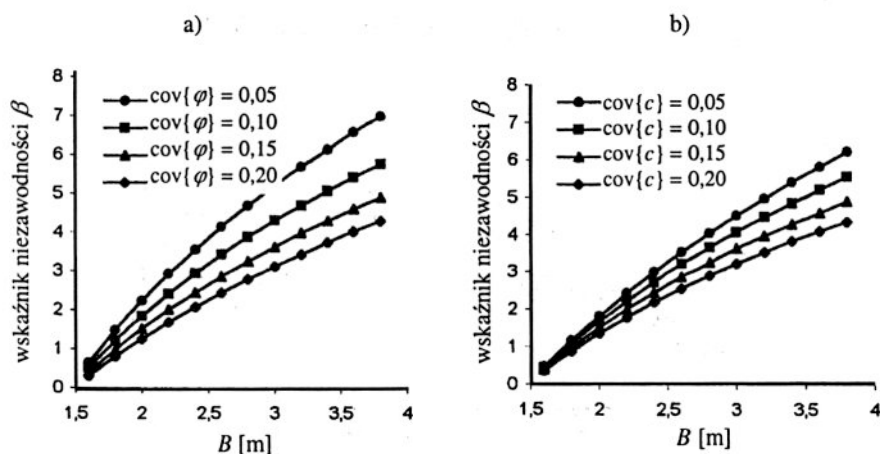 a)
8
7
6
5
4
3
2
1
0
wskaźnik niezawodności β
cov{φ} = 0,05
cov{φ} = 0,10
cov{φ} = 0,15
cov{φ} = 0,20
1,5 2 2,5 3 3,5 4
B [m]
b)
8
7
6
5
4
3
2
1
0
wskaźnik niezawodności β
cov{c} = 0,05
cov{c} = 0,10
cov{c} = 0,15
cov{c} = 0,20
1,5 2 2,5 3 3,5 4
B [m]